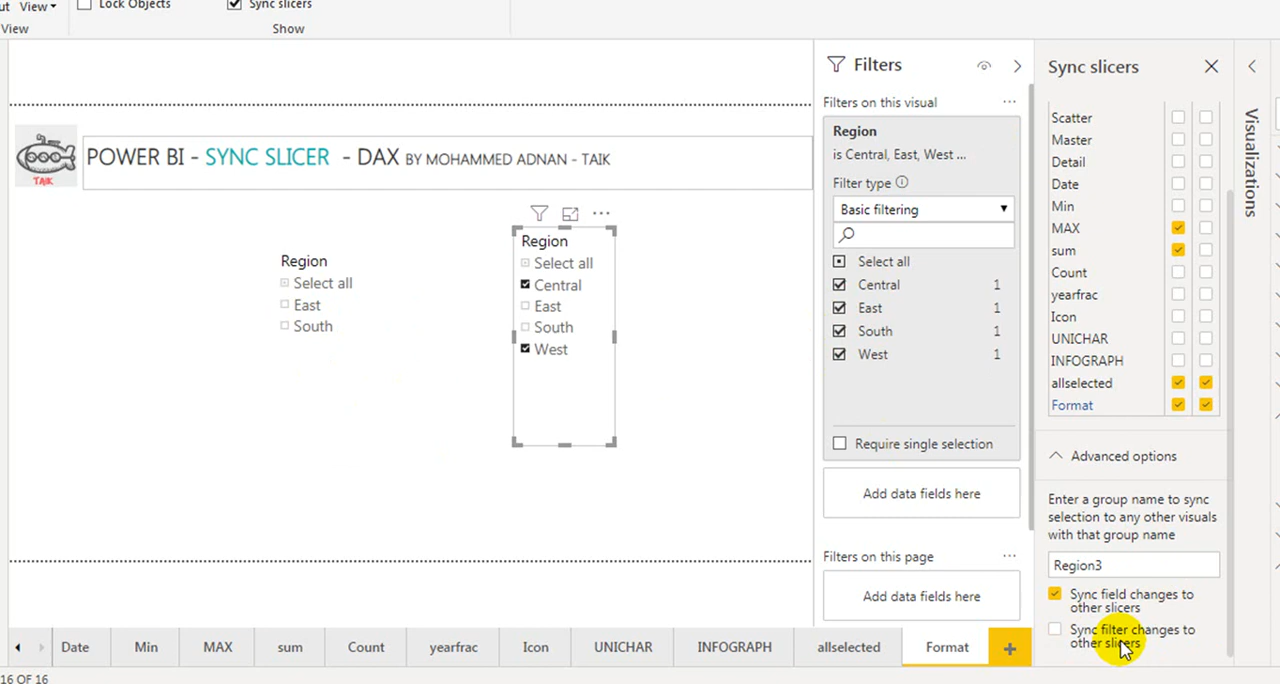 View
Lock Objects
Sync slicers
View
Show
Filters
Sync slicers
Filters on this visual
Region
is Central, East, West ...
Filter type
Basic filtering
Select all
Central 1
East 1
South 1
West 1
Require single selection
Add data fields here
Filters on this page
Add data fields here
Scatter
Master
Detail
Date
Min
MAX
sum
Count
yearfrac
Icon
UNICHAR
INFOGRAPH
allselected
Format
Advanced options
Enter a group name to sync
selection to any other visuals
with that group name
Region3
Sync field changes to
other slicers
Sync filter changes to
other slicers
Visualizations
TAIK
POWER BI - SYNC SLICER - DAX BY MOHAMMED ADNAN - TAIK
Region
Select all
East
South
Region
Select all
Central
East
South
West
Date
Min
MAX
sum
Count
yearfrac
Icon
UNICHAR
INFOGRAPH
allselected
Format
16 OF 16